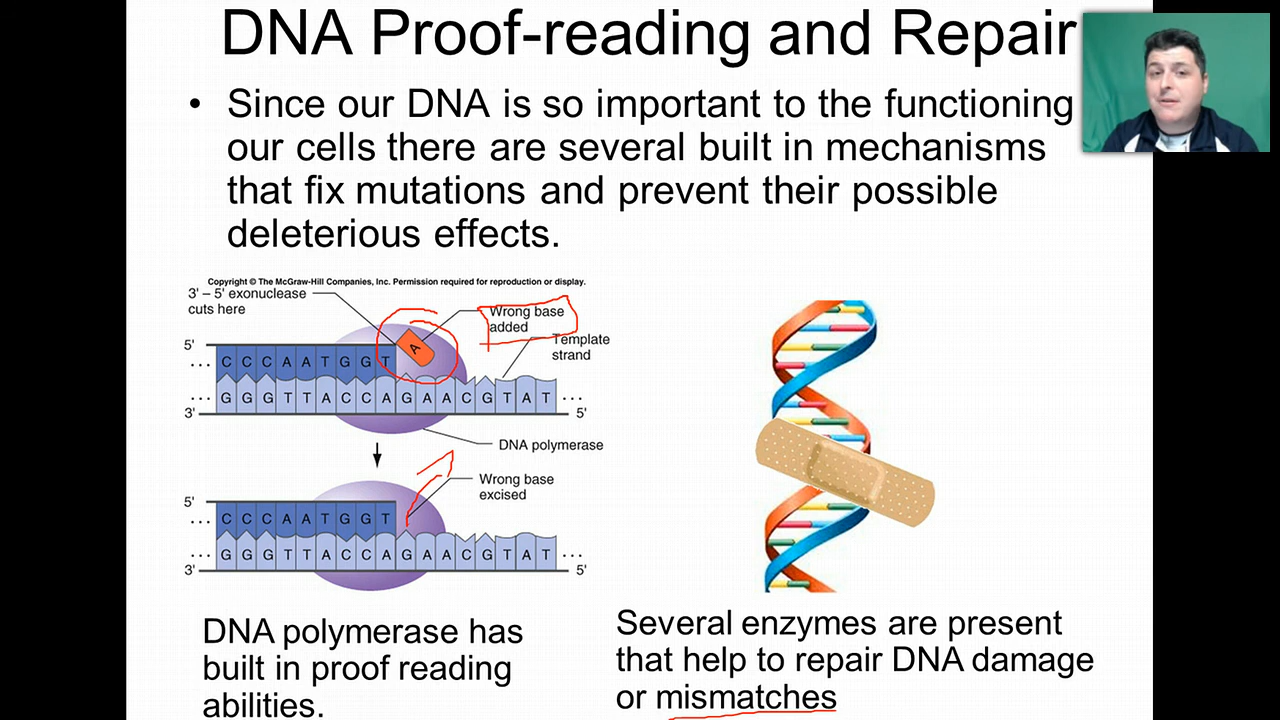 DNA Proof-reading and Repair
• Since our DNA is so important to the functioning
our cells there are several built in mechanisms
that fix mutations and prevent their possible
deleterious effects.
Copyright © The McGraw-Hill Companies, Inc. Permission required for reproduction or display.
3' – 5' exonuclease
cuts here
Wrong base
added
Template
strand
A
5'
... C C C A A T G G T
... G G G T T A C C A G A A C G T A T ...
3' 5'
DNA polymerase
Wrong base
excised
5'
... C C C A A T G G T
... G G G T T A C C A G A A C G T A T ...
3' 5'
DNA polymerase has
built in proof reading
abilities.
Several enzymes are present
that help to repair DNA damage
or mismatches